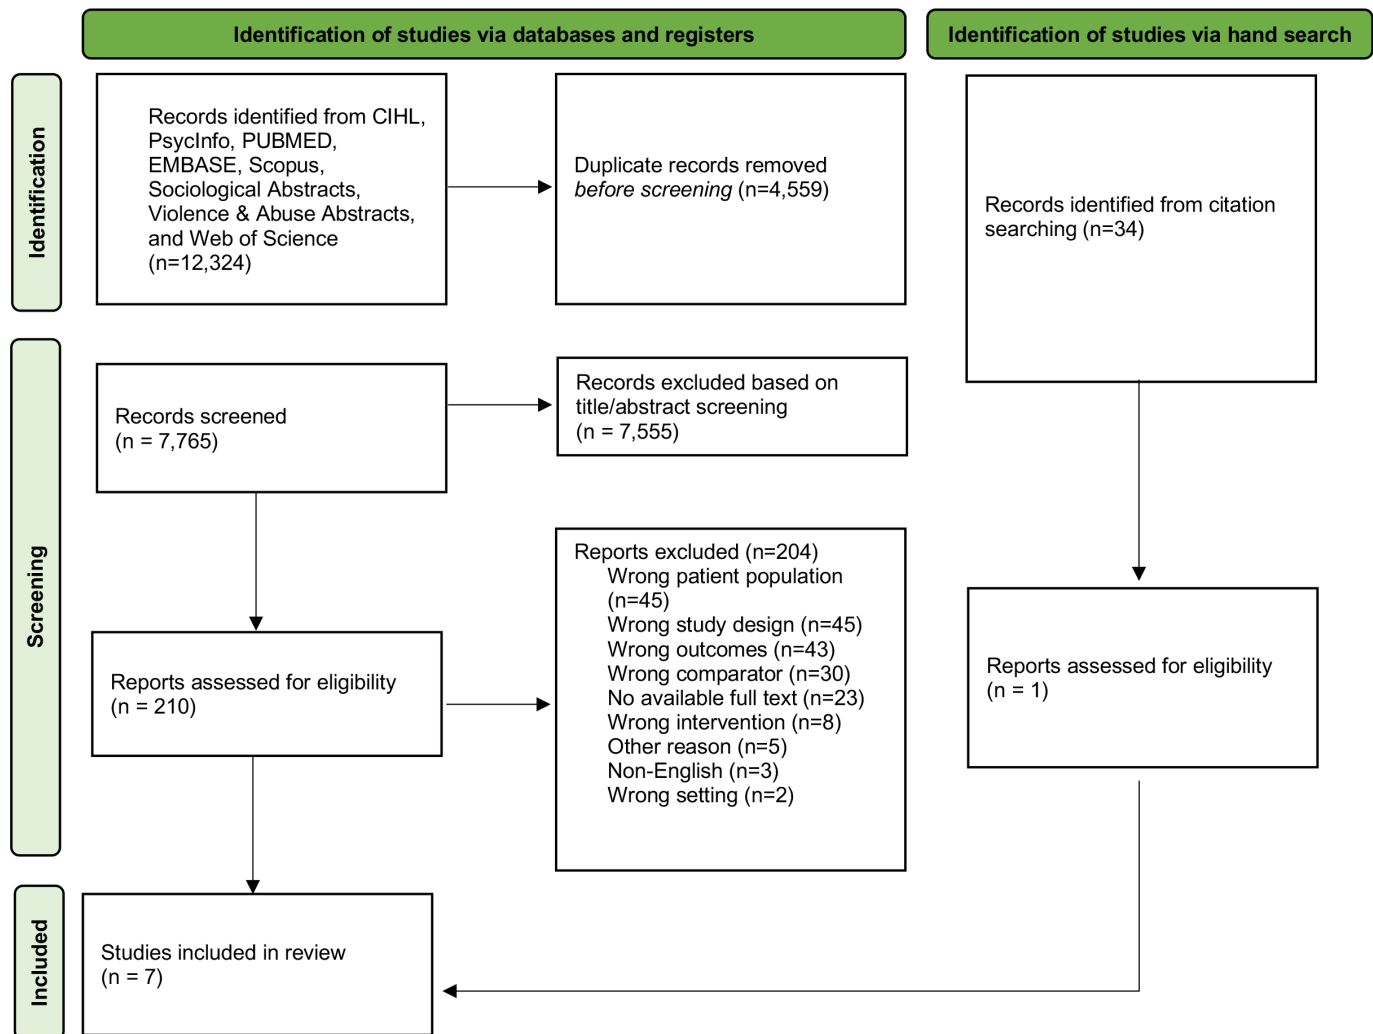 Identification of studies via databases and registers
Identification of studies via hand search
Identification
Records identified from CIHL,
PsycInfo, PUBMED,
EMBASE, Scopus,
Sociological Abstracts,
Violence & Abuse Abstracts,
and Web of Science
(n=12,324)
Duplicate records removed
before screening (n=4,559)
Records identified from citation
searching (n=34)
Screening
Records screened
(n = 7,765)
Records excluded based on
title/abstract screening
(n = 7,555)
Reports assessed for eligibility
(n = 210)
Reports excluded (n=204)
Wrong patient population
(n=45)
Wrong study design (n=45)
Wrong outcomes (n=43)
Wrong comparator (n=30)
No available full text (n=23)
Wrong intervention (n=8)
Other reason (n=5)
Non-English (n=3)
Wrong setting (n=2)
Reports assessed for eligibility
(n = 1)
Included
Studies included in review
(n = 7)